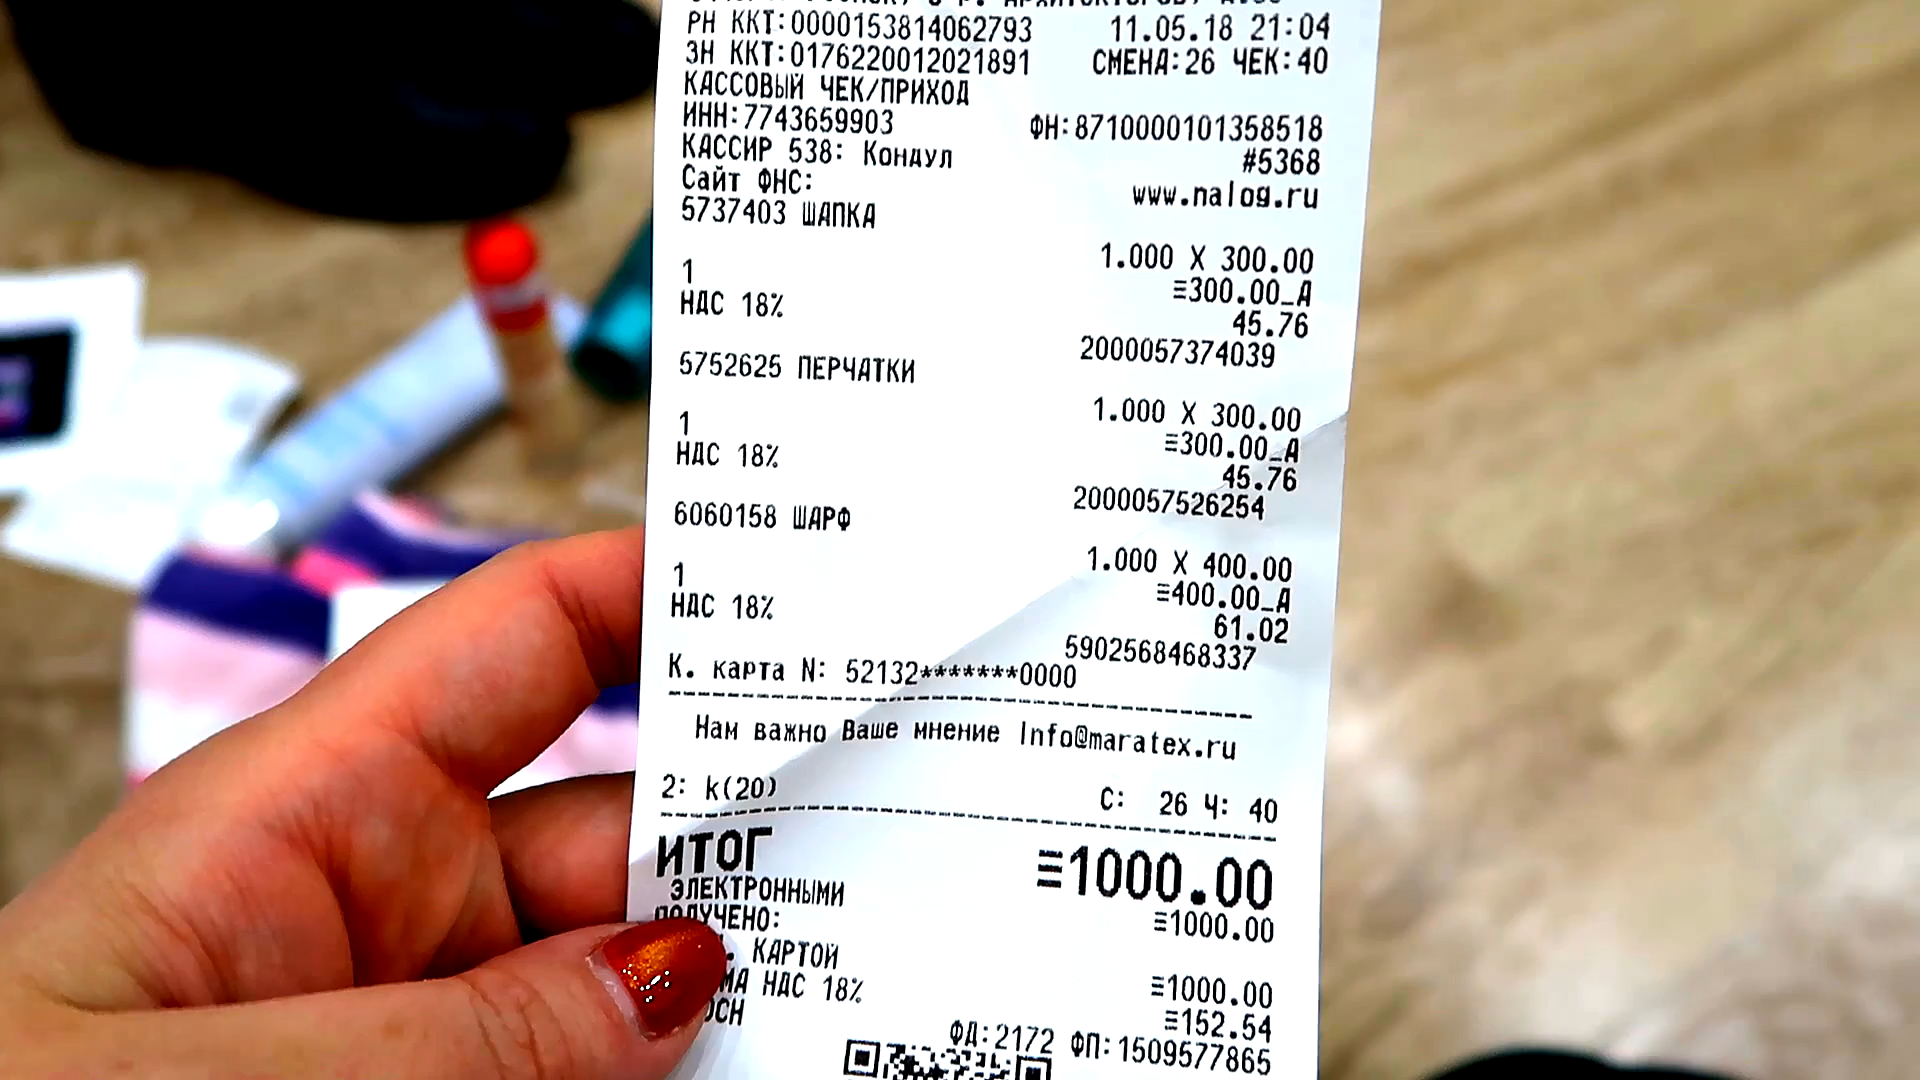 РН ККТ:0000153814062793 11.05.18 21:04
ЗН ККТ:0176220012021891 СМЕНА:26 ЧЕК:40
КАССОВЫЙ ЧЕК/ПРИХОД
ИНН:7743659903 ФН:8710000101358518
КАССИР 538: Кондул #5368
Сайт ФНС: www.nalog.ru
5737403 ШАПКА
1.000 X 300.00
1 ≡300.00_А
НДС 18% 45.76
2000057374039
5752625 ПЕРЧАТКИ
1.000 X 300.00
1 ≡300.00_А
НДС 18% 45.76
2000057526254
6060158 ШАРФ
1.000 X 400.00
1 ≡400.00_А
НДС 18% 61.02
5902568468337
К. карта N: 52132*******0000
Нам важно Ваше мнение Info@maratex.ru
2: k(20) С: 26 Ч: 40
ИТОГ ≡1000.00
ЭЛЕКТРОННЫМИ ≡1000.00
ПОЛУЧЕНО:
КАРТОЙ ≡1000.00
МА НДС 18% ≡152.54
ОСН
ФД:2172 ФП:1509577865